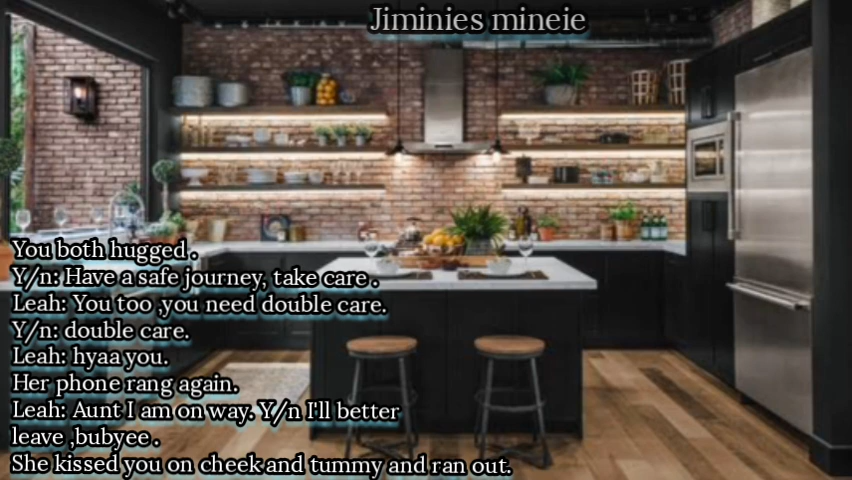 Jiminies mineie
You both hugged .
Y/n: Have a safe journey, take care .
Leah: You too ,you need double care.
Y/n: double care.
Leah: hyaa you.
Her phone rang again.
Leah: Aunt I am on way. Y/n I'll better
leave ,bubyee .
She kissed you on cheek and tummy and ran out.